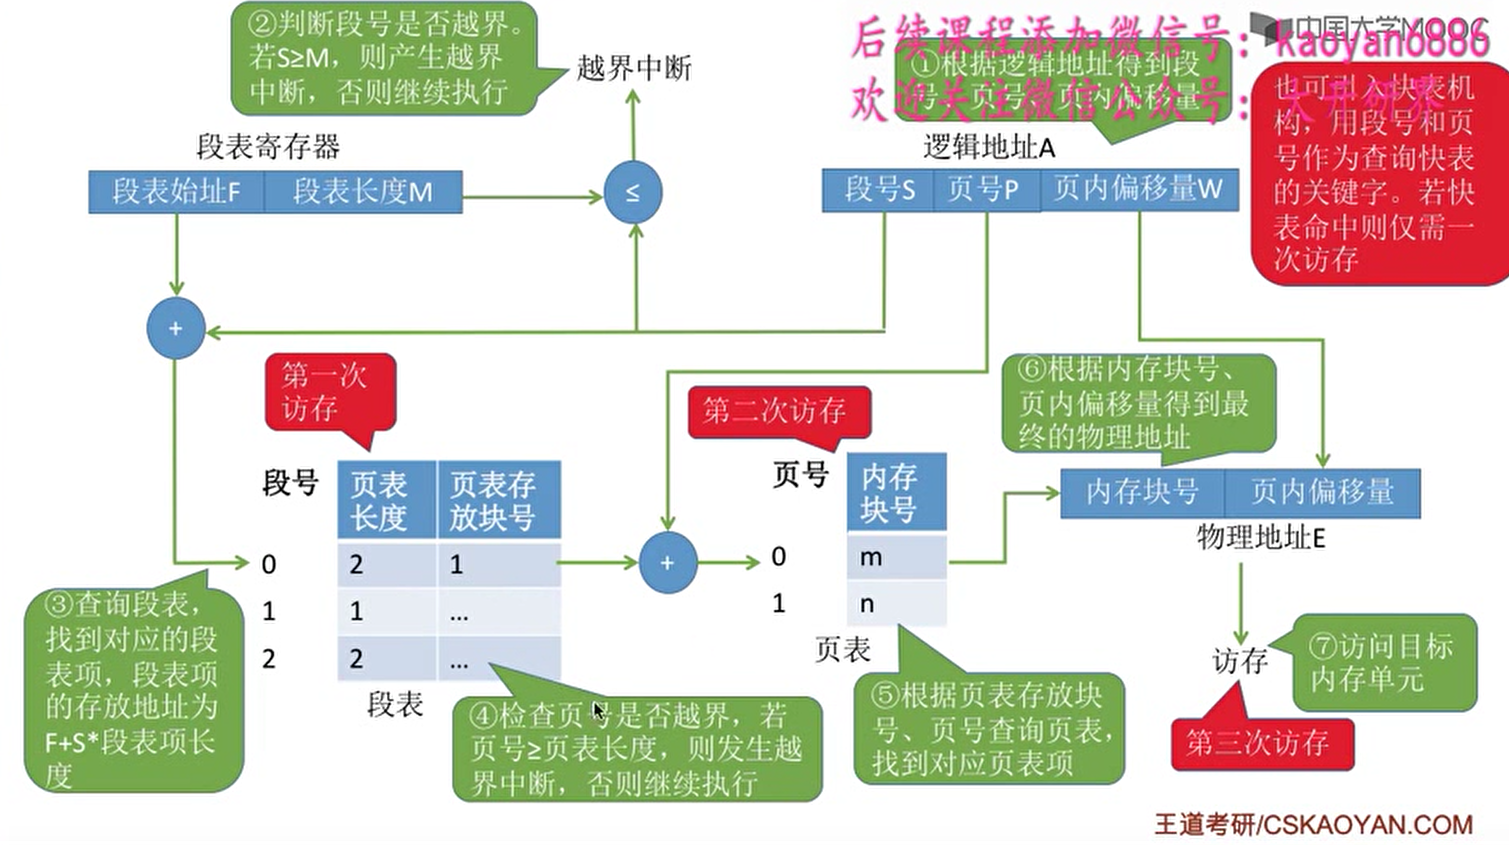 ②判断段号是否越界。
若S≥M，则产生越界
中断，否则继续执行
越界中断
后续课程添加微信号：kaoyan6886
中国大学MOOC
①根据逻辑地址得到段
号、页号、页内偏移量
欢迎关注微信公众号：
也可引入快表机
构，用段号和页
号作为查询快表
的关键字。若快
表命中则仅需一
次访存
段表寄存器
段表始址F
段表长度M
≤
逻辑地址A
段号S
页号P
页内偏移量W
+
第一次
访存
第二次访存
⑥根据内存块号、
页内偏移量得到最
终的物理地址
段号
页表
长度
页表存
放块号
0
2
1
1
1
...
2
2
...
段表
+
页号
内存
块号
0
m
1
n
页表
内存块号
页内偏移量
物理地址E
③查询段表，
找到对应的段
表项，段表项
的存放地址为
F+S*段表项长
度
④检查页号是否越界，若
页号≥页表长度，则发生越
界中断，否则继续执行
⑤根据页表存放块
号、页号查询页表，
找到对应页表项
访存
⑦访问目标
内存单元
第三次访存
王道考研/CSKAOYAN.COM